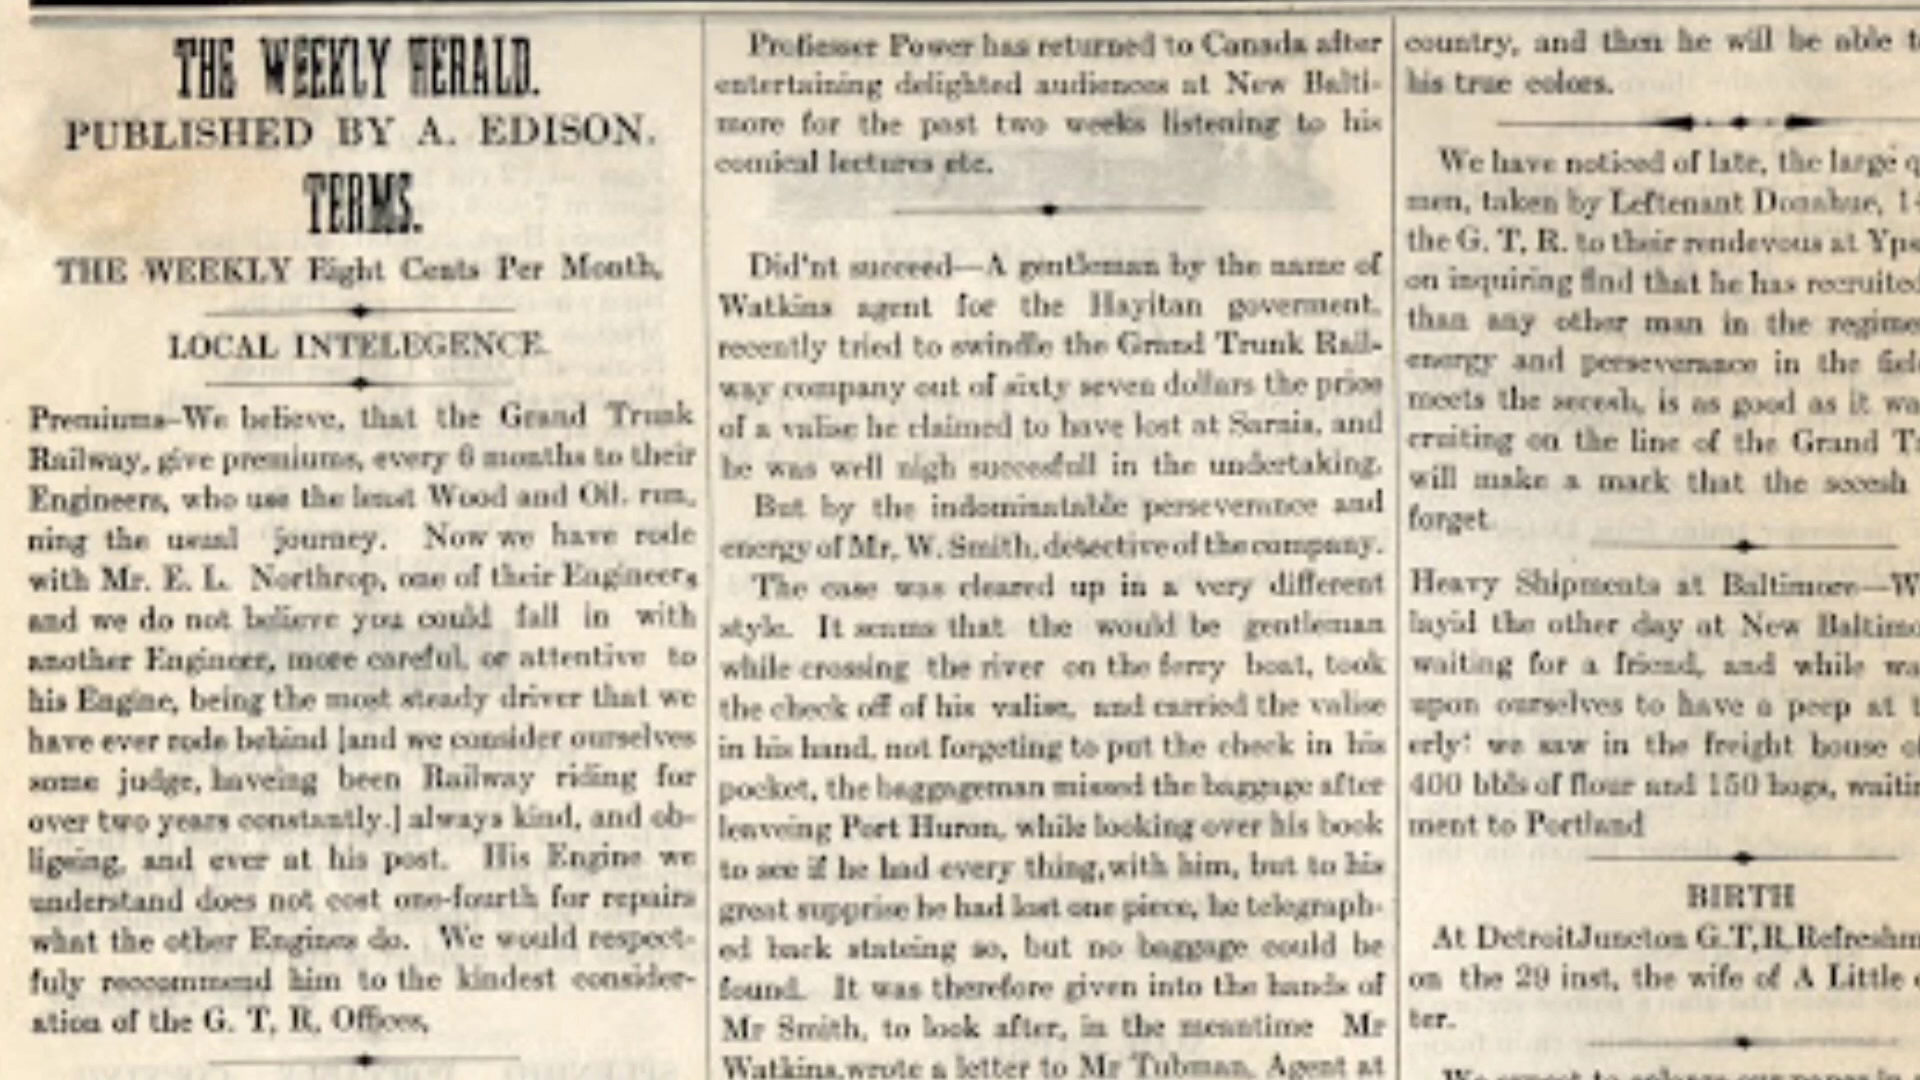 THE WEEKLY HERALD.
PUBLISHED BY A. EDISON.
TERMS.
THE WEEKLY Eight Cents Per Month,
LOCAL INTELEGENCE.
Premiums—We believe, that the Grand Trunk
Railway, give premiums, every 6 months to their
Engineers, who use the least Wood and Oil. run,
ning the usual journey. Now we have rode
with Mr. E. L. Northrop, one of their Engineers
and we do not believe you could fall in with
another Engineer, more careful, or attentive to
his Engine, being the most steady driver that we
have ever rode behind [and we consider ourselves
some judge, haveing been Railway riding for
over two years constantly.] always kind, and ob-
ligeing, and ever at his post. His Engine we
understand does not cost one-fourth for repairs
what the other Engines do. We would respect-
fuly reccommend him to the kindest consider-
ation of the G. T. R, Offices,
Profiesser Power has returned to Canada after
entertaining delighted audiences at New Balti-
more for the past two weeks listening to his
comical lectures etc.
Did'nt succeed—A gentleman by the name of
Watkins agent for the Hayitan goverment,
recently tried to swindle the Grand Trunk Rail-
way company out of sixty seven dollars the price
of a valise he claimed to have lost at Sarnia, and
he was well nigh succesfull in the undertaking.
But by the indominatable perseverance and
energy of Mr. W. Smith, detective of the company.
The case was cleared up in a very different
style. It seems that the would be gentleman
while crossing the river on the ferry boat, took
the check off of his valise, and carried the valise
in his hand, not forgeting to put the check in his
pocket, the baggageman missed the baggage after
leaveing Port Huron, while looking over his book
to see if he had every thing,with him, but to his
great supprise he had lost one piece, he telegraph-
ed back stateing so, but no baggage could be
found. It was therefore given into the hands of
Mr Smith, to look after, in the meantime Mr
Watkins,wrote a letter to Mr Tubman, Agent at
country, and then he will be able
his true colors.
We have noticed of late, the large
men, taken by Leftenant Donahue,
the G. T, R. to their rendevous at
on inquiring find that he has recruited
than any other man in the
energy and perseverance in the
meets the secesh, is as good as it
cruiting on the line of the Grand
will make a mark that the secesh
forget
Heavy Shipments at Baltimore—
layid the other day at New
waiting for a friend, and while
upon ourselves to have a peep at
erly: we saw in the freight house
400 bbls of flour and 150 hogs,
ment to Portland
BIRTH
At DetroitJuncton G.T,R.
on the 29 inst, the wife of A Little
ter.